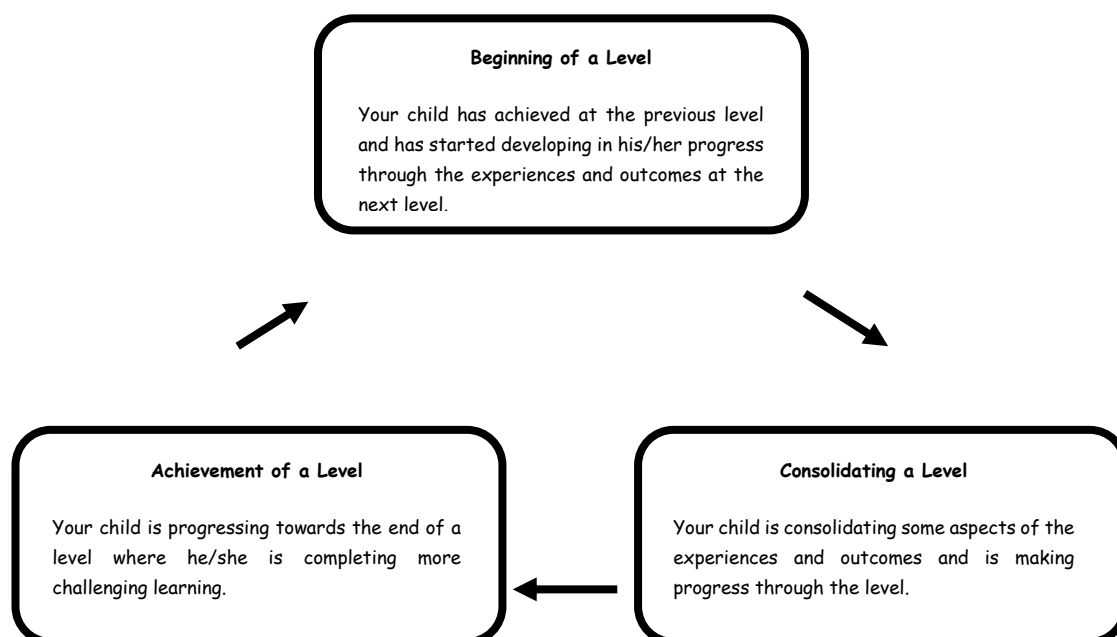 Beginning of a Level
Your child has achieved at the previous level
and has started developing in his/her progress
through the experiences and outcomes at the
next level.
Achievement of a Level
Your child is progressing towards the end of a
level where he/she is completing more
challenging learning.
Consolidating a Level
Your child is consolidating some aspects of the
experiences and outcomes and is making
progress through the level.